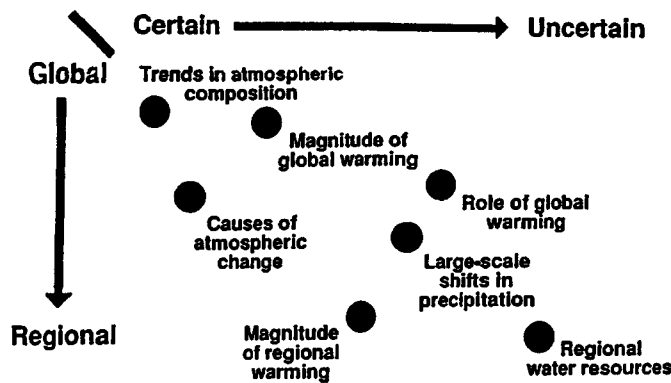 Certain
Uncertain
Global
Trends in atmospheric
composition
Magnitude of
global warming
Role of global
warming
Causes of
atmospheric
change
Large-scale
shifts in
precipitation
Regional
Magnitude
of regional
warming
Regional
water resources